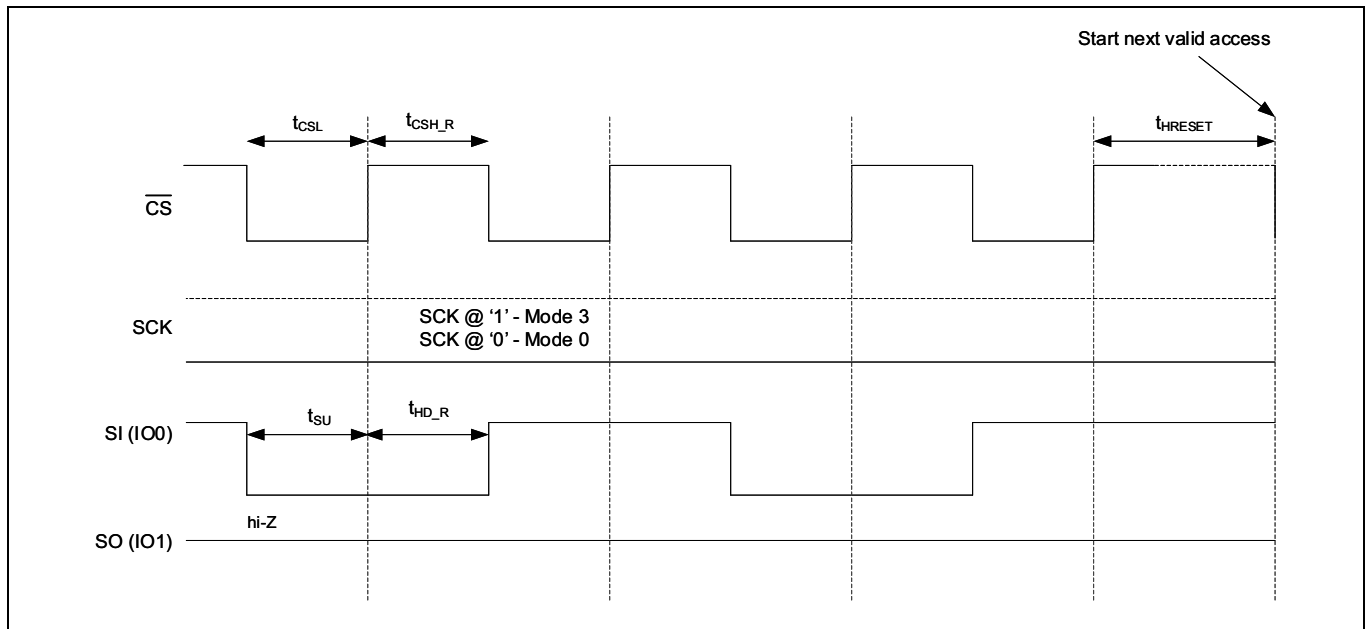 Start next valid access
tCSL
tCSH_R
tHRESET
CS
SCK
SCK @ ‘1’ - Mode 3
SCK @ ‘0’ - Mode 0
SI (IO0)
tSU
tHD_R
hi-Z
SO (IO1)